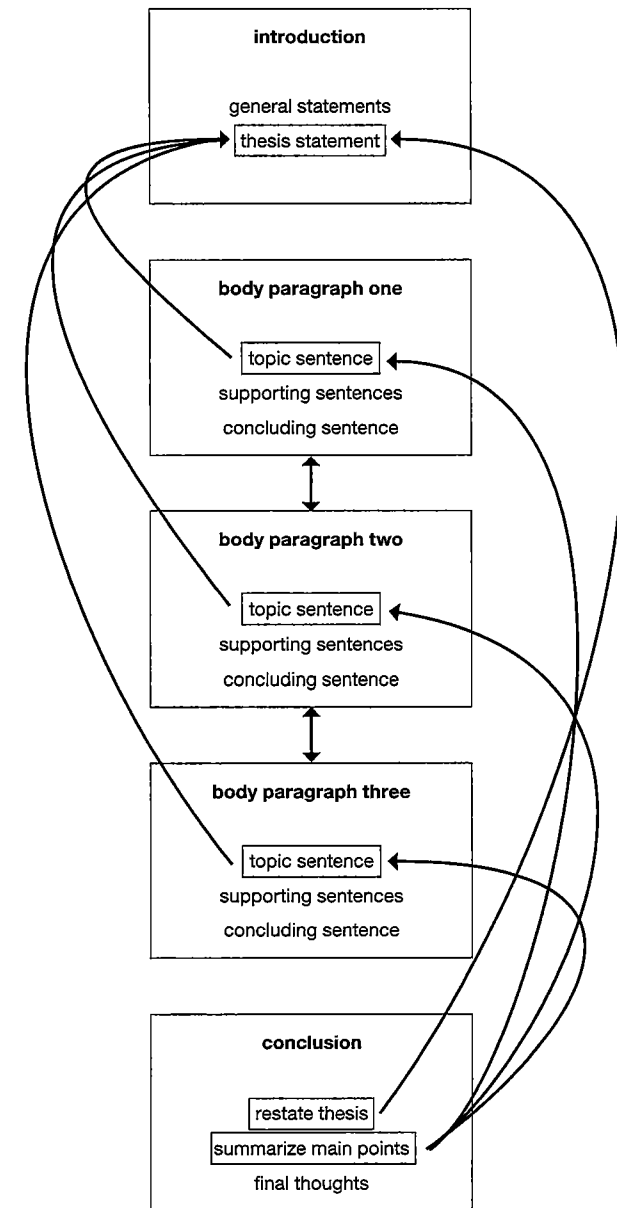 introduction
general statements
thesis statement
body paragraph one
topic sentence
supporting sentences
concluding sentence
body paragraph two
topic sentence
supporting sentences
concluding sentence
body paragraph three
topic sentence
supporting sentences
concluding sentence
conclusion
restate thesis
summarize main points
final thoughts